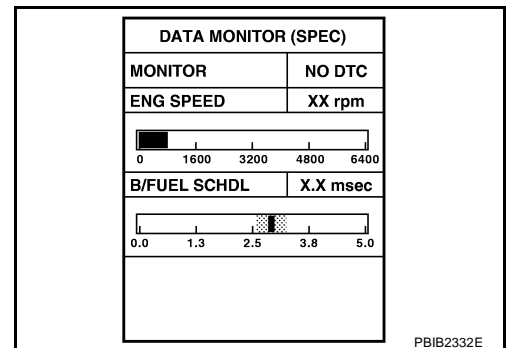 DATA MONITOR (SPEC)
MONITOR NO DTC
ENG SPEED XX rpm
0 1600 3200 4800 6400
B/FUEL SCHDL X.X msec
0.0 1.3 2.5 3.8 5.0
PBIB2332E